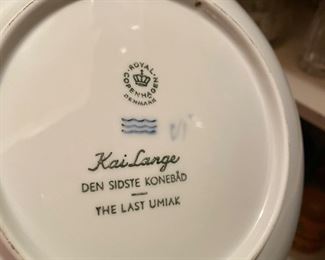 ROYAL
COPENHAGEN
DENMARK
Kai Lange
DEN SIDSTE KONEBÅD
THE LAST UMIAK